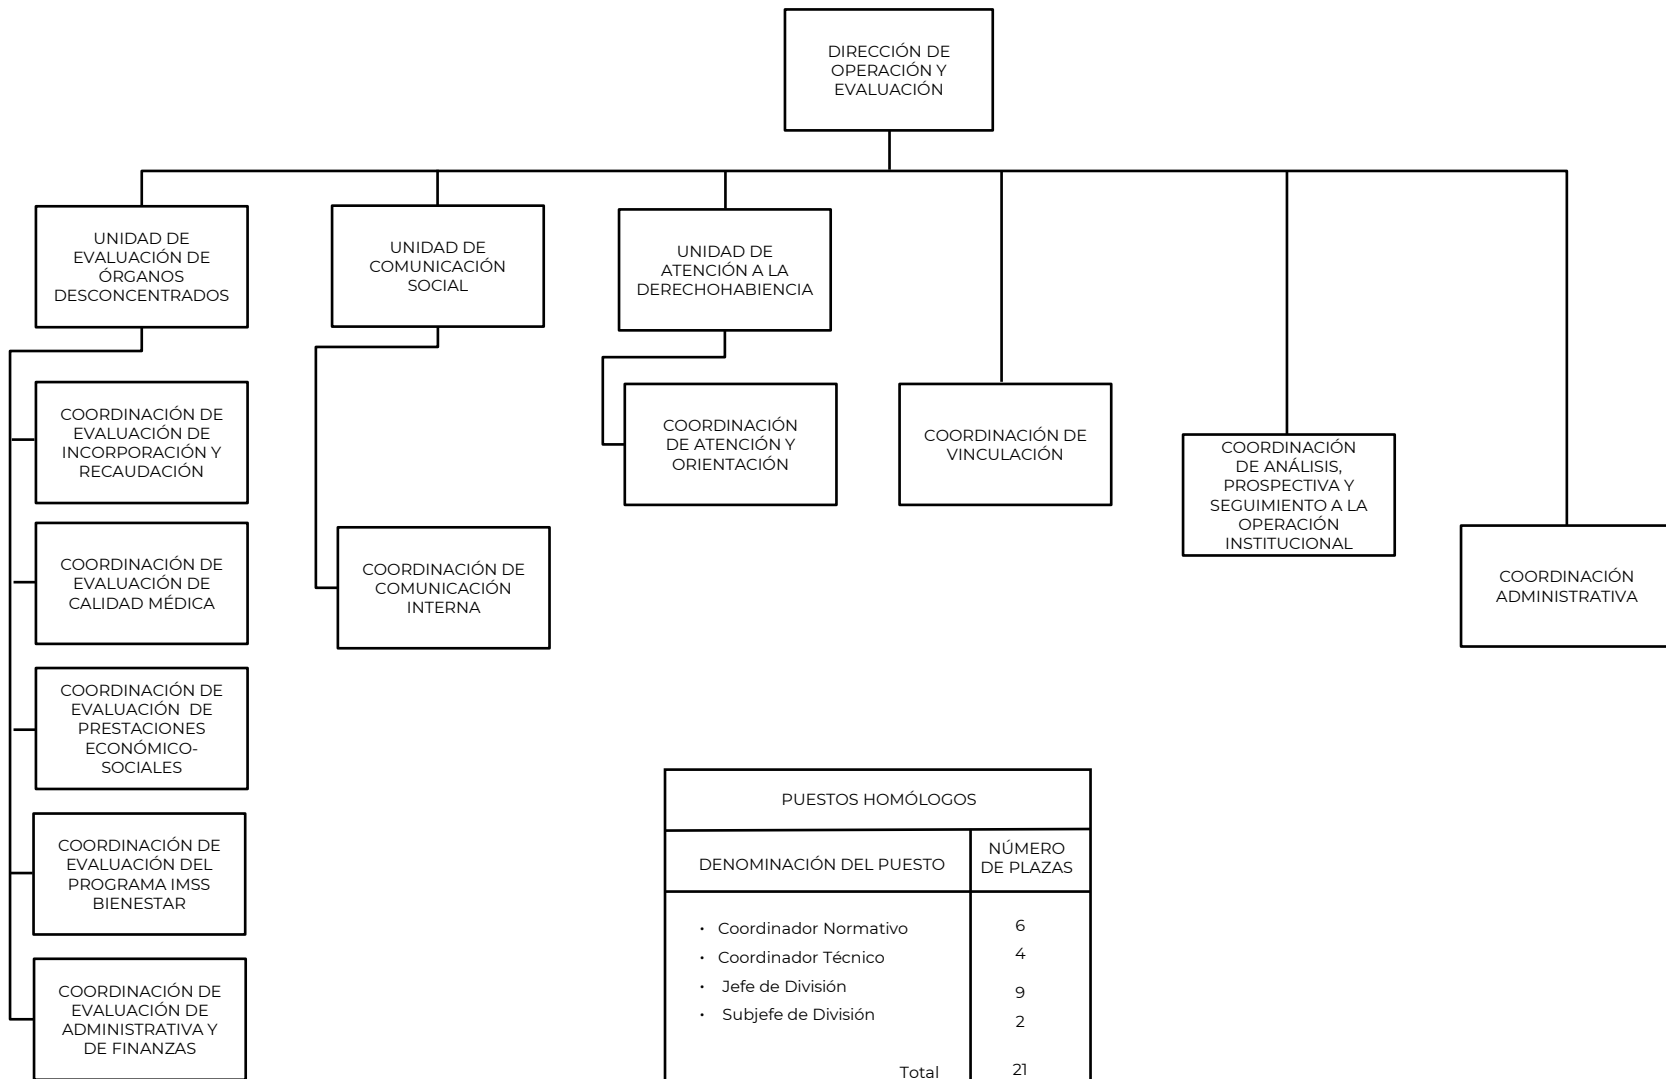 DIRECCIÓN DE
OPERACIÓN Y
EVALUACIÓN
UNIDAD DE
EVALUACIÓN DE
ÓRGANOS
DESCONCENTRADOS
UNIDAD DE
COMUNICACIÓN
SOCIAL
UNIDAD DE
ATENCIÓN A LA
DERECHOHABIENCIA
COORDINACIÓN DE
EVALUACIÓN DE
INCORPORACIÓN Y
RECAUDACIÓN
COORDINACIÓN
DE ATENCIÓN Y
ORIENTACIÓN
COORDINACIÓN DE
VINCULACIÓN
COORDINACIÓN
DE ANÁLISIS,
PROSPECTIVA Y
SEGUIMIENTO A LA
OPERACIÓN
INSTITUCIONAL
COORDINACIÓN DE
EVALUACIÓN DE
CALIDAD MÉDICA
COORDINACIÓN DE
COMUNICACIÓN
INTERNA
COORDINACIÓN
ADMINISTRATIVA
COORDINACIÓN DE
EVALUACIÓN DE
PRESTACIONES
ECONÓMICO-
SOCIALES
COORDINACIÓN DE
EVALUACIÓN DEL
PROGRAMA IMSS
BIENESTAR
COORDINACIÓN DE
EVALUACIÓN DE
ADMINISTRATIVA Y
DE FINANZAS
PUESTOS HOMÓLOGOS
DENOMINACIÓN DEL PUESTO
NÚMERO
DE PLAZAS
• Coordinador Normativo 6
• Coordinador Técnico 4
• Jefe de División 9
• Subjefe de División 2
Total 21